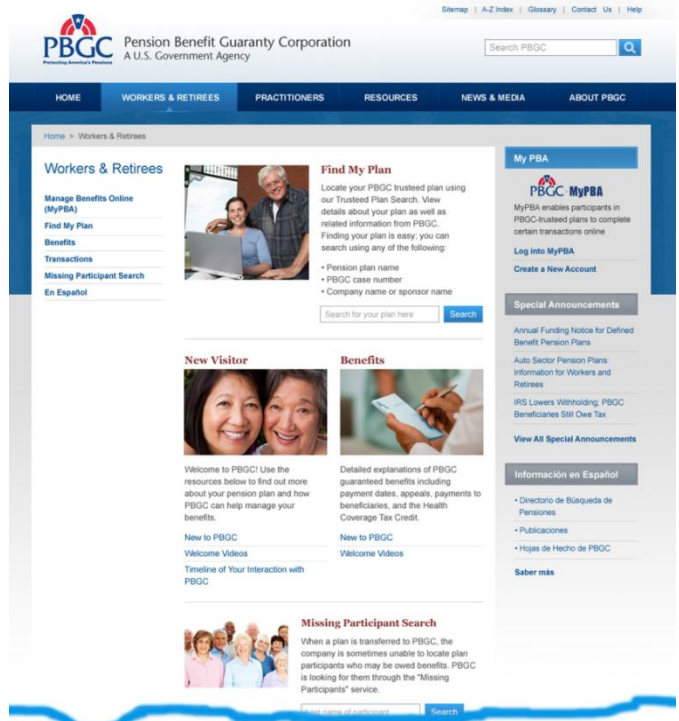 Sitemap | A-Z Index | Glossary | Contact Us | Help
PBGC
Protecting America's Pensions
Pension Benefit Guaranty Corporation
A U.S. Government Agency
Search PBGC
HOME
WORKERS & RETIREES
PRACTITIONERS
RESOURCES
NEWS & MEDIA
ABOUT PBGC
Home > Workers & Retirees
Workers & Retirees
Manage Benefits Online
(MyPBA)
Find My Plan
Benefits
Transactions
Missing Participant Search
En Español
Find My Plan
Locate your PBGC trusteed plan using
our Trusteed Plan Search. View
details about your plan as well as
related information from PBGC.
Finding your plan is easy; you can
search using any of the following:
• Pension plan name
• PBGC case number
• Company name or sponsor name
Search for your plan here
Search
New Visitor
Welcome to PBGC! Use the
resources below to find out more
about your pension plan and how
PBGC can help manage your
benefits.
New to PBGC
Welcome Videos
Timeline of Your Interaction with
PBGC
Benefits
Detailed explanations of PBGC
guaranteed benefits including
payment dates, appeals, payments to
beneficiaries, and the Health
Coverage Tax Credit.
New to PBGC
Welcome Videos
Missing Participant Search
When a plan is transferred to PBGC, the
company is sometimes unable to locate plan
participants who may be owed benefits. PBGC
is looking for them through the "Missing
Participants" service.
Last name of participant
Search
My PBA
PBGC MyPBA
MyPBA enables participants in
PBGC-trusteed plans to complete
certain transactions online
Log into MyPBA
Create a New Account
Special Announcements
Annual Funding Notice for Defined
Benefit Pension Plans
Auto Sector Pension Plans:
Information for Workers and
Retirees
IRS Lowers Withholding; PBGC
Beneficiaries Still Owe Tax
View All Special Announcements
Información en Español
• Directorio de Búsqueda de
Pensiones
• Publicaciones
• Hojas de Hecho de PBGC
Saber más